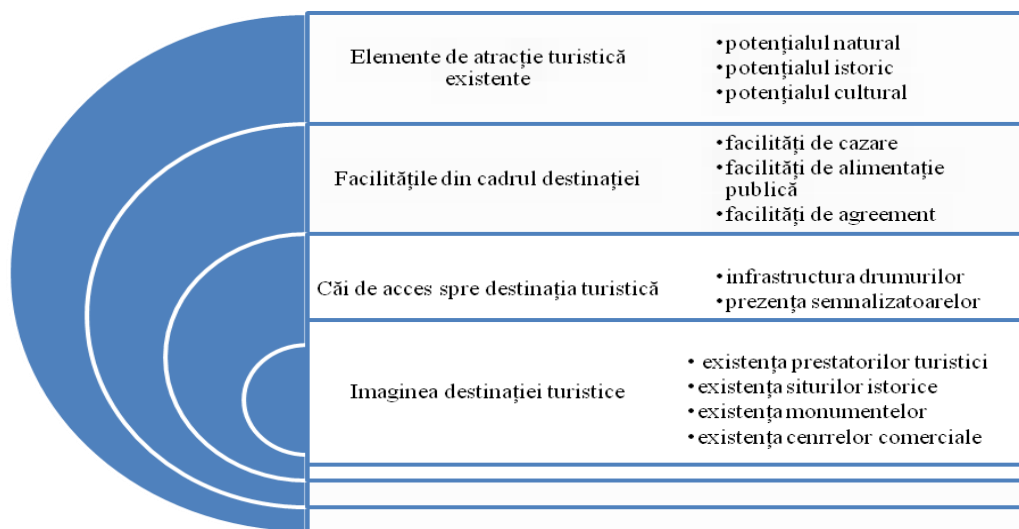 Elemente de atracție turistică
existente
•potențialul natural
•potențialul istoric
•potențialul cultural
Facilitățile din cadrul destinației
•facilități de cazare
•facilități de alimentație
publică
•facilități de agreement
Căi de acces spre destinația turistică
•infrastructura drumurilor
•prezența semnalizatoarelor
Imaginea destinației turistice
• existența prestatorilor turistici
•existența siturilor istorice
•existența monumentelor
•existența cenrrelor comerciale